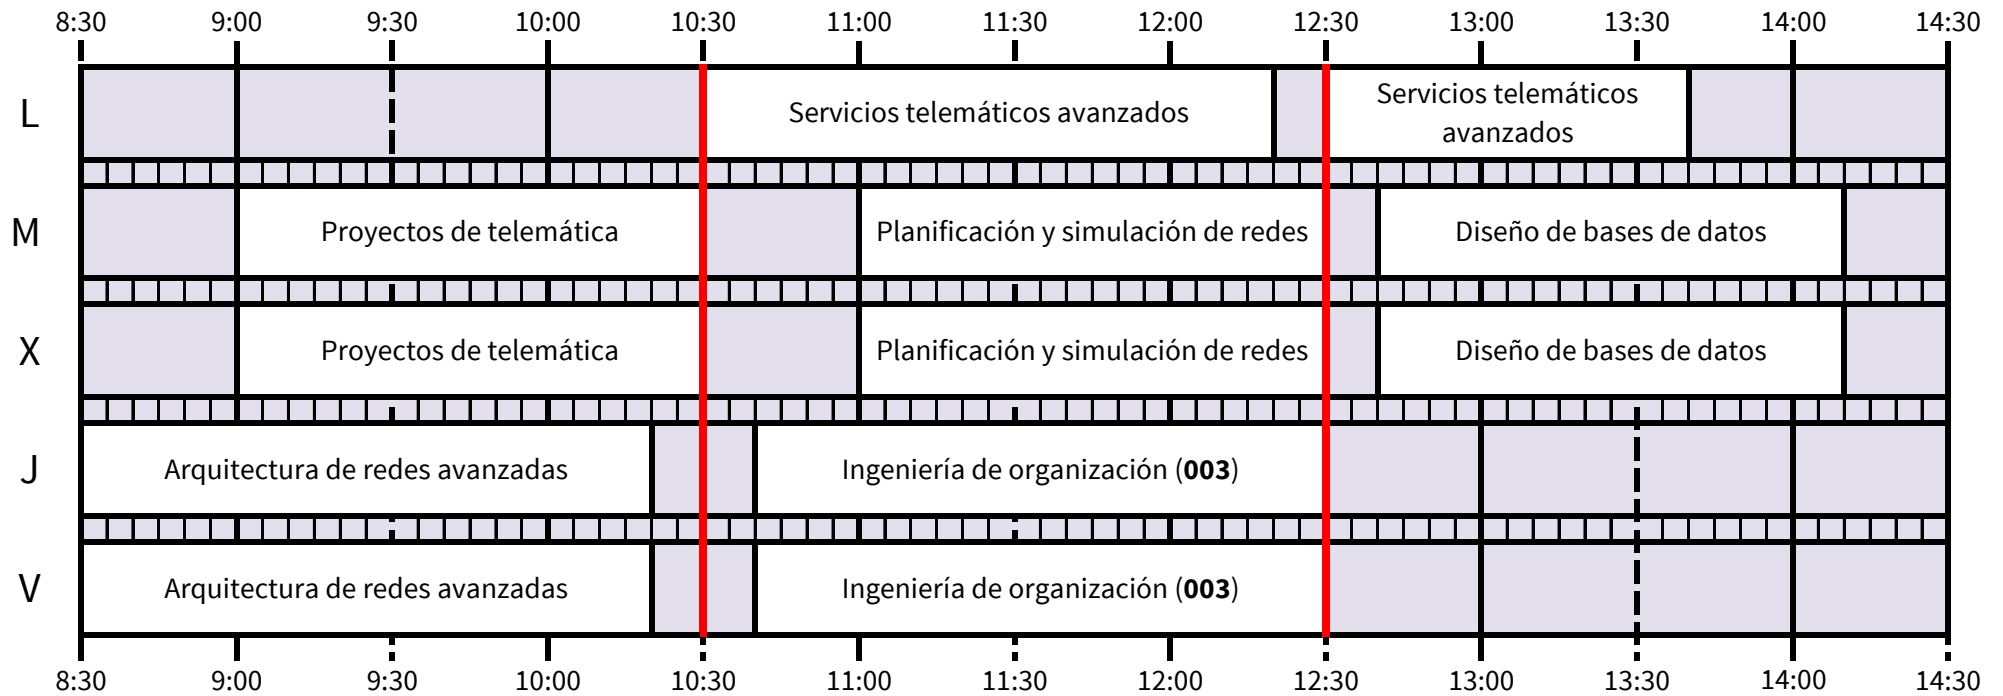 8:30 9:00 9:30 10:00 10:30 11:00 11:30 12:00 12:30 13:00 13:30 14:00 14:30
L
Servicios telemáticos avanzados
Servicios telemáticos
avanzados
M
Proyectos de telemática
Planificación y simulación de redes
Diseño de bases de datos
X
Proyectos de telemática
Planificación y simulación de redes
Diseño de bases de datos
J
Arquitectura de redes avanzadas
Ingeniería de organización (003)
V
Arquitectura de redes avanzadas
Ingeniería de organización (003)
8:30 9:00 9:30 10:00 10:30 11:00 11:30 12:00 12:30 13:00 13:30 14:00 14:30